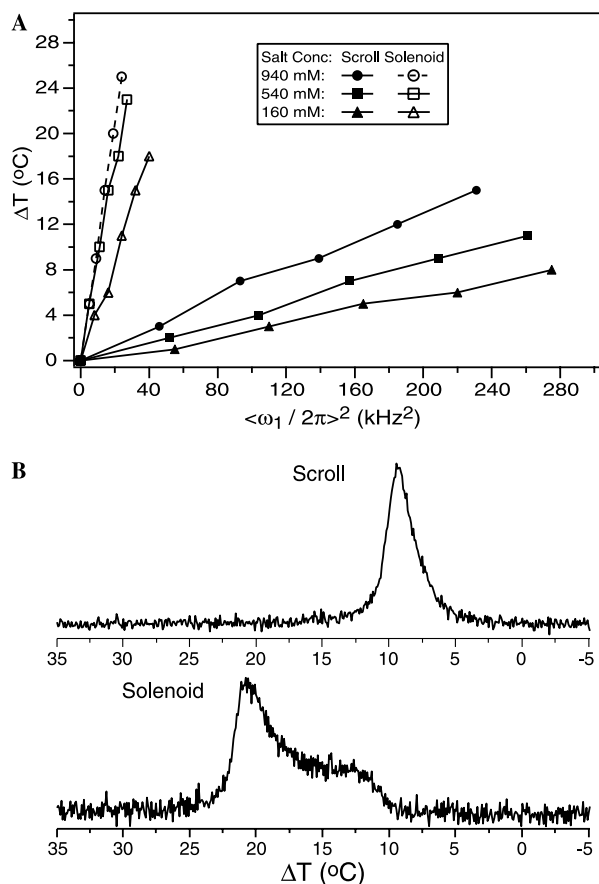 A
28
24
20
16
12
8
4
0
ΔT (°C)
Salt Conc: Scroll Solenoid
940 mM:
540 mM:
160 mM:
0 40 80 120 160 200 240 280
<ω1 / 2π>² (kHz²)
B
Scroll
35 30 25 20 15 10 5 0 -5
Solenoid
35 30 25 20 15 10 5 0 -5
ΔT (°C)